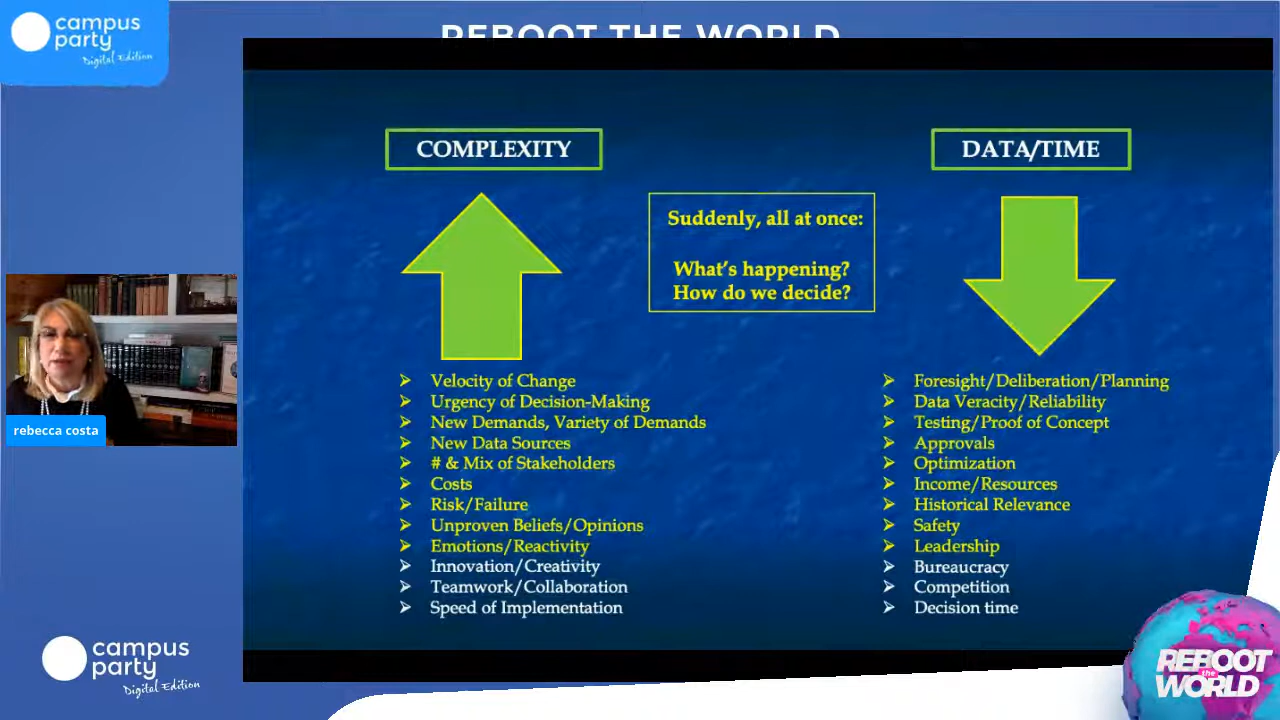 campus
party
Digital Edition
REBOOT THE WORLD
COMPLEXITY
DATA/TIME
Suddenly, all at once:
What's happening?
How do we decide?
➢ Velocity of Change
➢ Urgency of Decision-Making
➢ New Demands, Variety of Demands
➢ New Data Sources
➢ # & Mix of Stakeholders
➢ Costs
➢ Risk/Failure
➢ Unproven Beliefs/Opinions
➢ Emotions/Reactivity
➢ Innovation/Creativity
➢ Teamwork/Collaboration
➢ Speed of Implementation
➢ Foresight/Deliberation/Planning
➢ Data Veracity/Reliability
➢ Testing/Proof of Concept
➢ Approvals
➢ Optimization
➢ Income/Resources
➢ Historical Relevance
➢ Safety
➢ Leadership
➢ Bureaucracy
➢ Competition
➢ Decision time
rebecca costa
campus
party
Digital Edition
REBOOT
the
WORLD